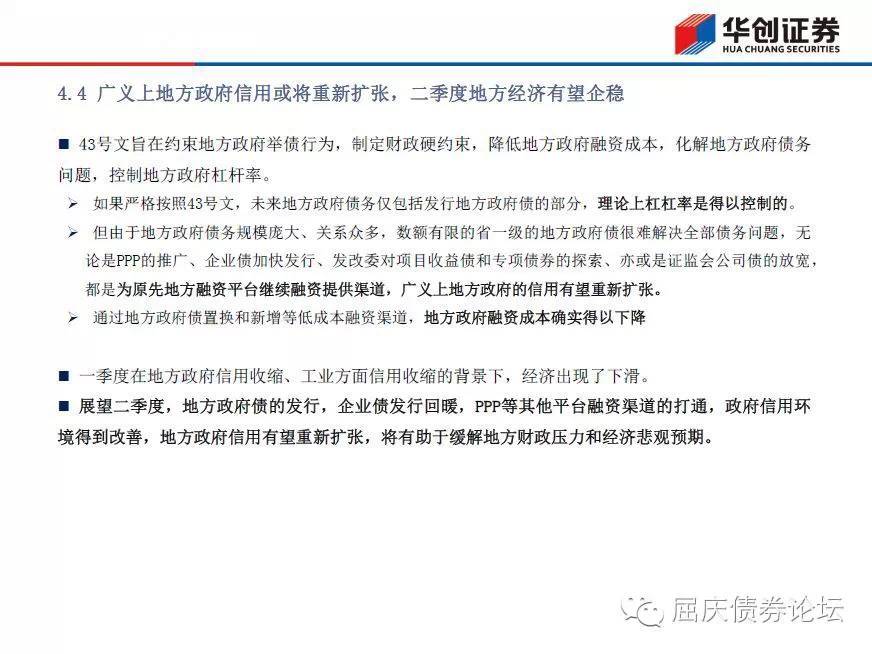 华创证券
HUA CHUANG SECURITIES
4.4 广义上地方政府信用或将重新扩张，二季度地方经济有望企稳
■ 43号文旨在约束地方政府举债行为，制定财政硬约束，降低地方政府融资成本，化解地方政府债务
问题，控制地方政府杠杆率。
➢ 如果严格按照43号文，未来地方政府债务仅包括发行地方政府债的部分，理论上杠杠率是得以控制的。
➢ 但由于地方政府债务规模庞大、关系众多，数额有限的省一级的地方政府债很难解决全部债务问题，无
论是PPP的推广、企业债加快发行、发改委对项目收益债和专项债券的探索、亦或是证监会公司债的放宽，
都是为原先地方融资平台继续融资提供渠道，广义上地方政府的信用有望重新扩张。
➢ 通过地方政府债置换和新增等低成本融资渠道，地方政府融资成本确实得以下降
■ 一季度在地方政府信用收缩、工业方面信用收缩的背景下，经济出现了下滑。
■ 展望二季度，地方政府债的发行，企业债发行回暖，PPP等其他平台融资渠道的打通，政府信用环
境得到改善，地方政府信用有望重新扩张，将有助于缓解地方财政压力和经济悲观预期。
屈庆债券论坛